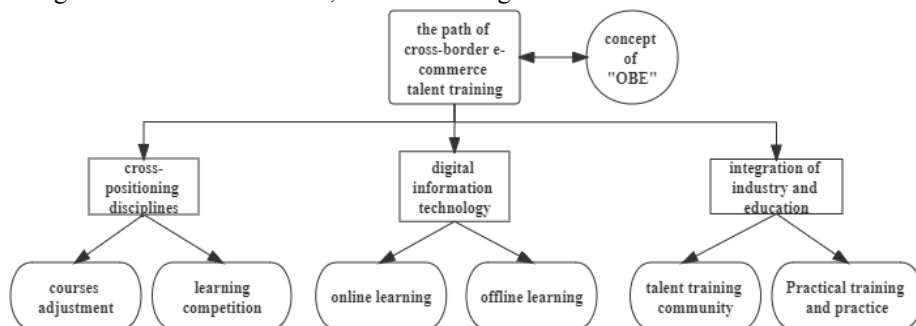 the path of
cross-border e-
commerce
talent training
concept
of
"OBE"
cross-
positioning
disciplines
digital
information
technology
integration of
industry and
education
courses
adjustment
learning
competition
online learning
offline learning
talent training
community
Practical training
and practice